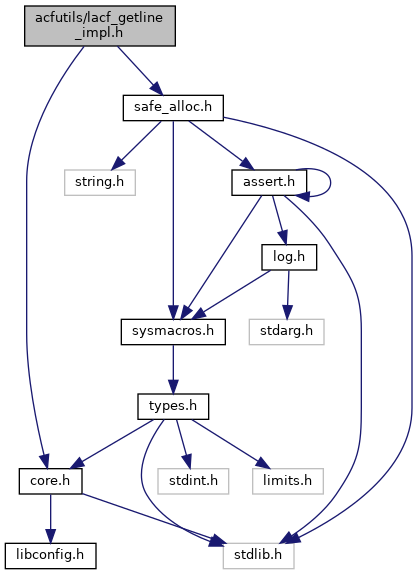 acfutils/lacf_getline
_impl.h
safe_alloc.h
string.h
assert.h
log.h
sysmacros.h
stdarg.h
types.h
core.h
stdint.h
limits.h
libconfig.h
stdlib.h